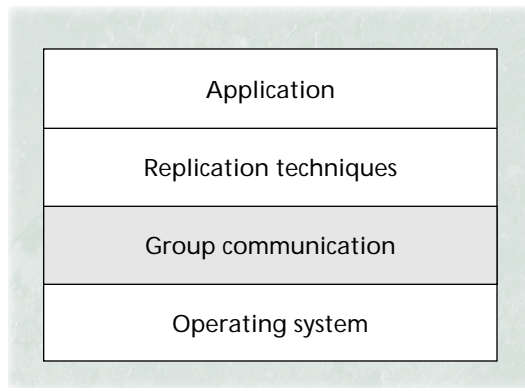 Application
Replication techniques
Group communication
Operating system